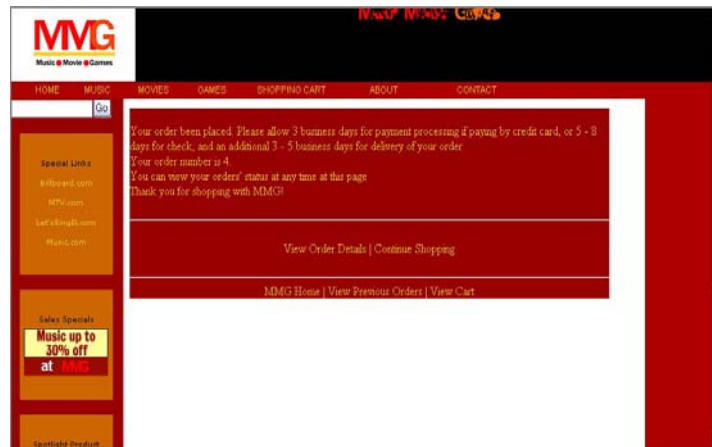 MMG
Music Movie Games
HOME MUSIC MOVIES GAMES SHOPPING CART ABOUT CONTACT
Go
Special Links
Billboard.com
MTV.com
Let'sSingIt.com
Music.com
Sales Specials
Music up to
30% off
at MMG
Spotlight Product
Your order been placed. Please allow 3 business days for payment processing if paying by credit card, or 5 - 8
days for check, and an additional 3 - 5 business days for delivery of your order
Your order number is 4.
You can view your orders' status at any time at this page
Thank you for shopping with MMG!
View Order Details | Continue Shopping
MMG Home | View Previous Orders | View Cart